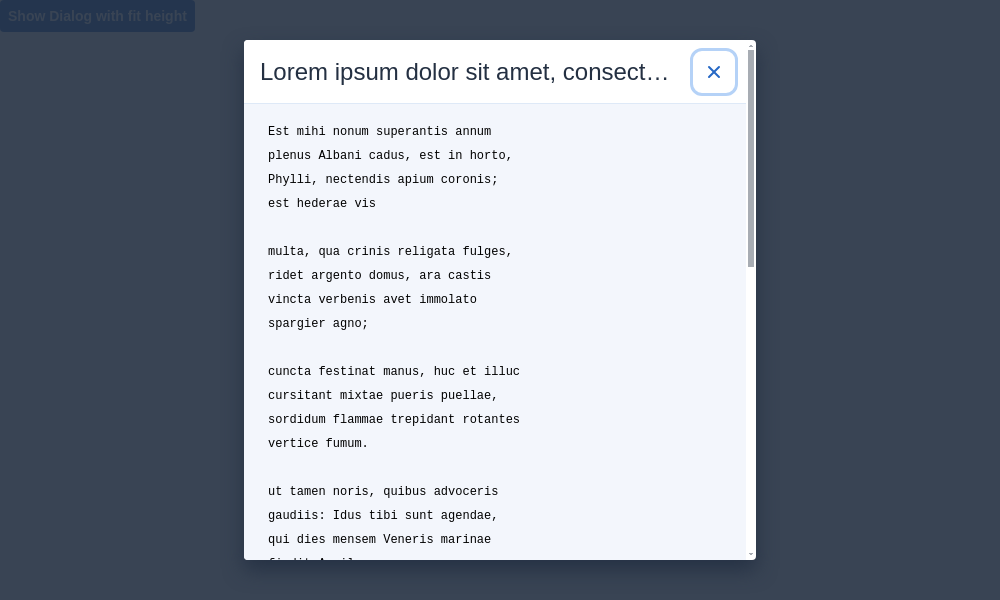 Show Dialog with fit height
Lorem ipsum dolor sit amet, consect…
Est mihi nonum superantis annum
plenus Albani cadus, est in horto,
Phylli, nectendis apium coronis;
est hederae vis
multa, qua crinis religata fulges,
ridet argento domus, ara castis
vincta verbenis avet immolato
spargier agno;
cuncta festinat manus, huc et illuc
cursitant mixtae pueris puellae,
sordidum flammae trepidant rotantes
vertice fumum.
ut tamen noris, quibus advoceris
gaudiis: Idus tibi sunt agendae,
qui dies mensem Veneris marinae